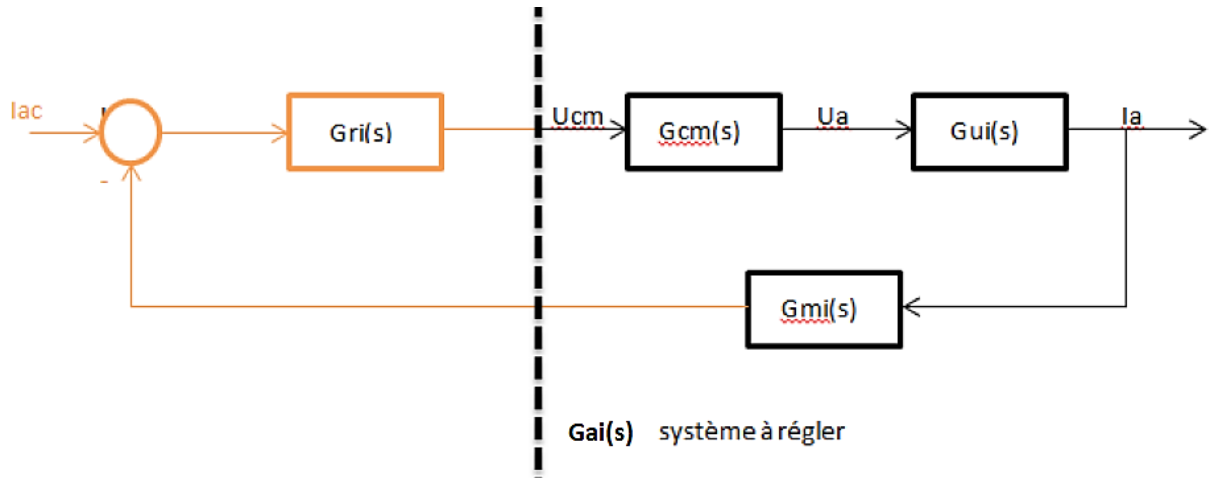 Iac
Gri(s)
Ucm
Gcm(s)
Ua
Gui(s)
Ia
-
Gmi(s)
Gai(s) système à régler